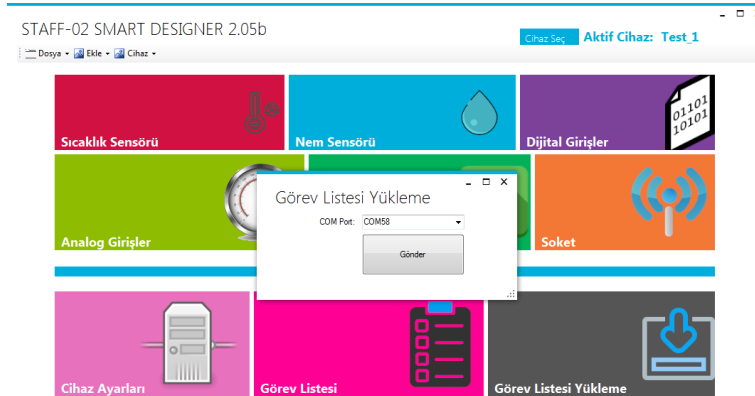 STAFF-02 SMART DESIGNER 2.05b
Cihaz Seç Aktif Cihaz: Test_1
Dosya Ekle Cihaz
Sıcaklık Sensörü
Nem Sensörü
01101
10101
Dijital Girişler
Görev Listesi Yükleme
COM Port: COM58
Gönder
Analog Girişler
Soket
Cihaz Ayarları
Görev Listesi
Görev Listesi Yükleme